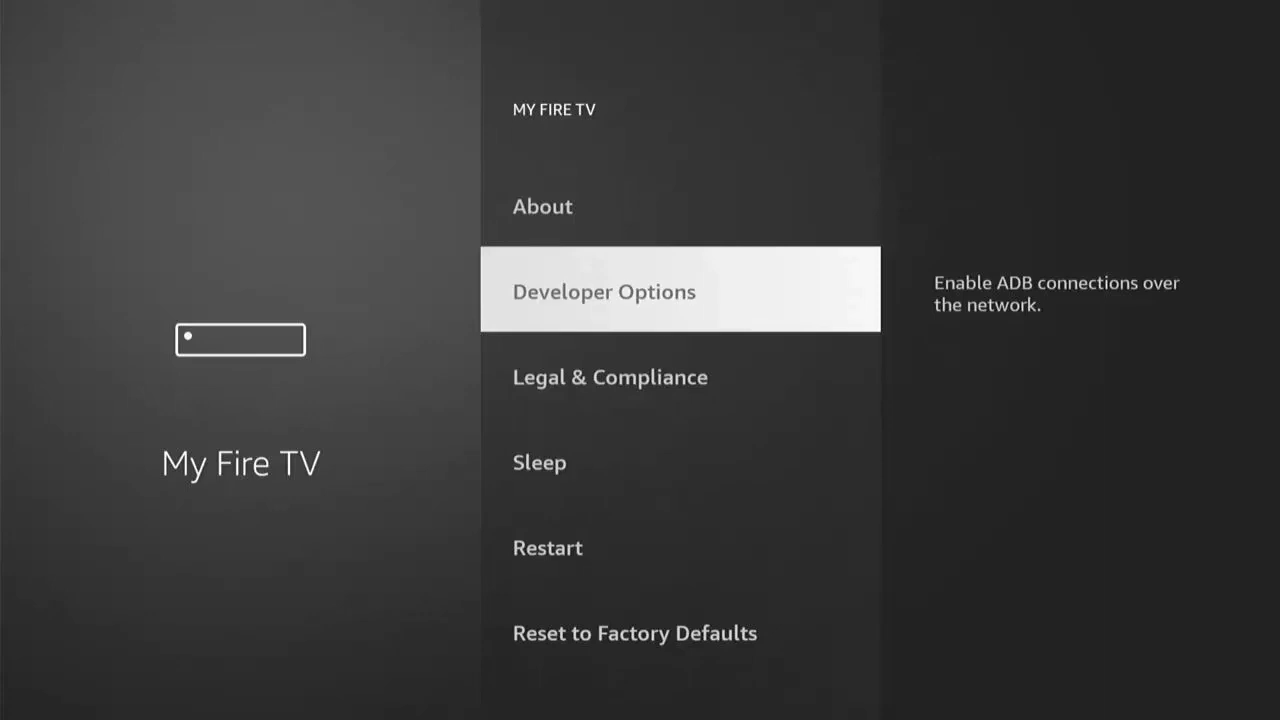 MY FIRE TV
About
Developer Options
Legal & Compliance
Sleep
Restart
Reset to Factory Defaults
My Fire TV
Enable ADB connections over
the network.